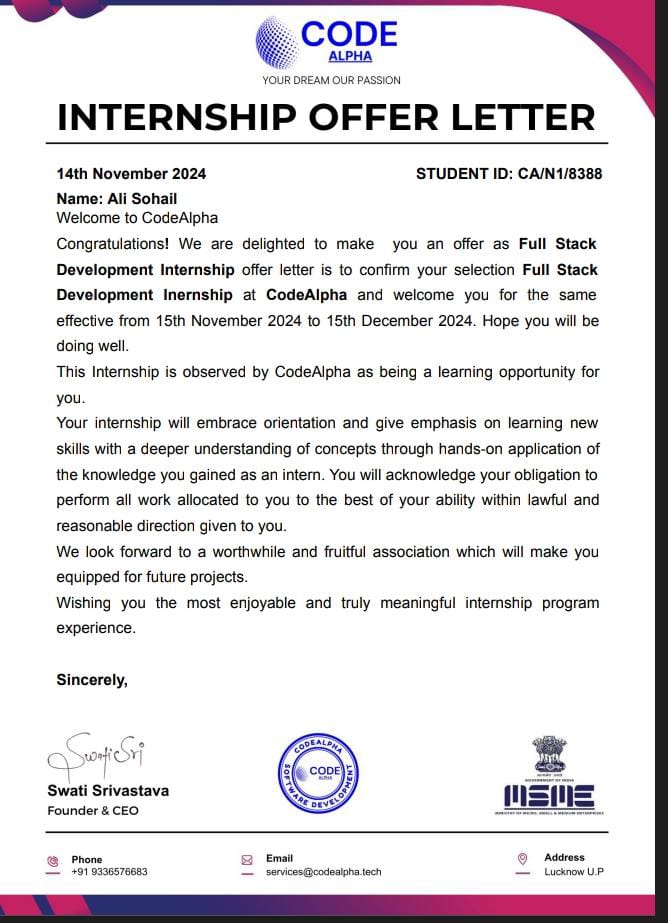 CODE
ALPHA
YOUR DREAM OUR PASSION
INTERNSHIP OFFER LETTER
14th November 2024 STUDENT ID: CA/N1/8388
Name: Ali Sohail
Welcome to CodeAlpha
Congratulations! We are delighted to make you an offer as Full Stack
Development Internship offer letter is to confirm your selection Full Stack
Development Inernship at CodeAlpha and welcome you for the same
effective from 15th November 2024 to 15th December 2024. Hope you will be
doing well.
This Internship is observed by CodeAlpha as being a learning opportunity for
you.
Your internship will embrace orientation and give emphasis on learning new
skills with a deeper understanding of concepts through hands-on application of
the knowledge you gained as an intern. You will acknowledge your obligation to
perform all work allocated to you to the best of your ability within lawful and
reasonable direction given to you.
We look forward to a worthwhile and fruitful association which will make you
equipped for future projects.
Wishing you the most enjoyable and truly meaningful internship program
experience.
Sincerely,
Swati Sri
Swati Srivastava
Founder & CEO
CODEALPHA
CODE
ALPHA
SOFTWARE DEVELOPMENT
सत्यमेव जयते
GOVERNMENT OF INDIA
MSME
MINISTRY OF MICRO, SMALL & MEDIUM ENTERPRISES
Phone
+91 9336576683
Email
services@codealpha.tech
Address
Lucknow U.P